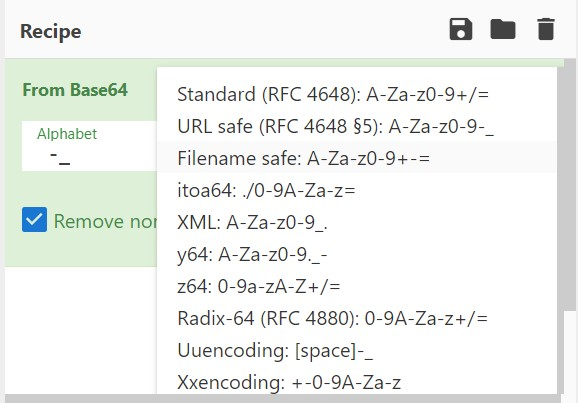 Recipe
From Base64
Alphabet
-_
Remove nor
Standard (RFC 4648): A-Za-z0-9+/=
URL safe (RFC 4648 §5): A-Za-z0-9-_
Filename safe: A-Za-z0-9+-=
itoa64: ./0-9A-Za-z=
XML: A-Za-z0-9_.
y64: A-Za-z0-9._-
z64: 0-9a-zA-Z+/=
Radix-64 (RFC 4880): 0-9A-Za-z+/=
Uuencoding: [space]-_
Xxencoding: +-0-9A-Za-z